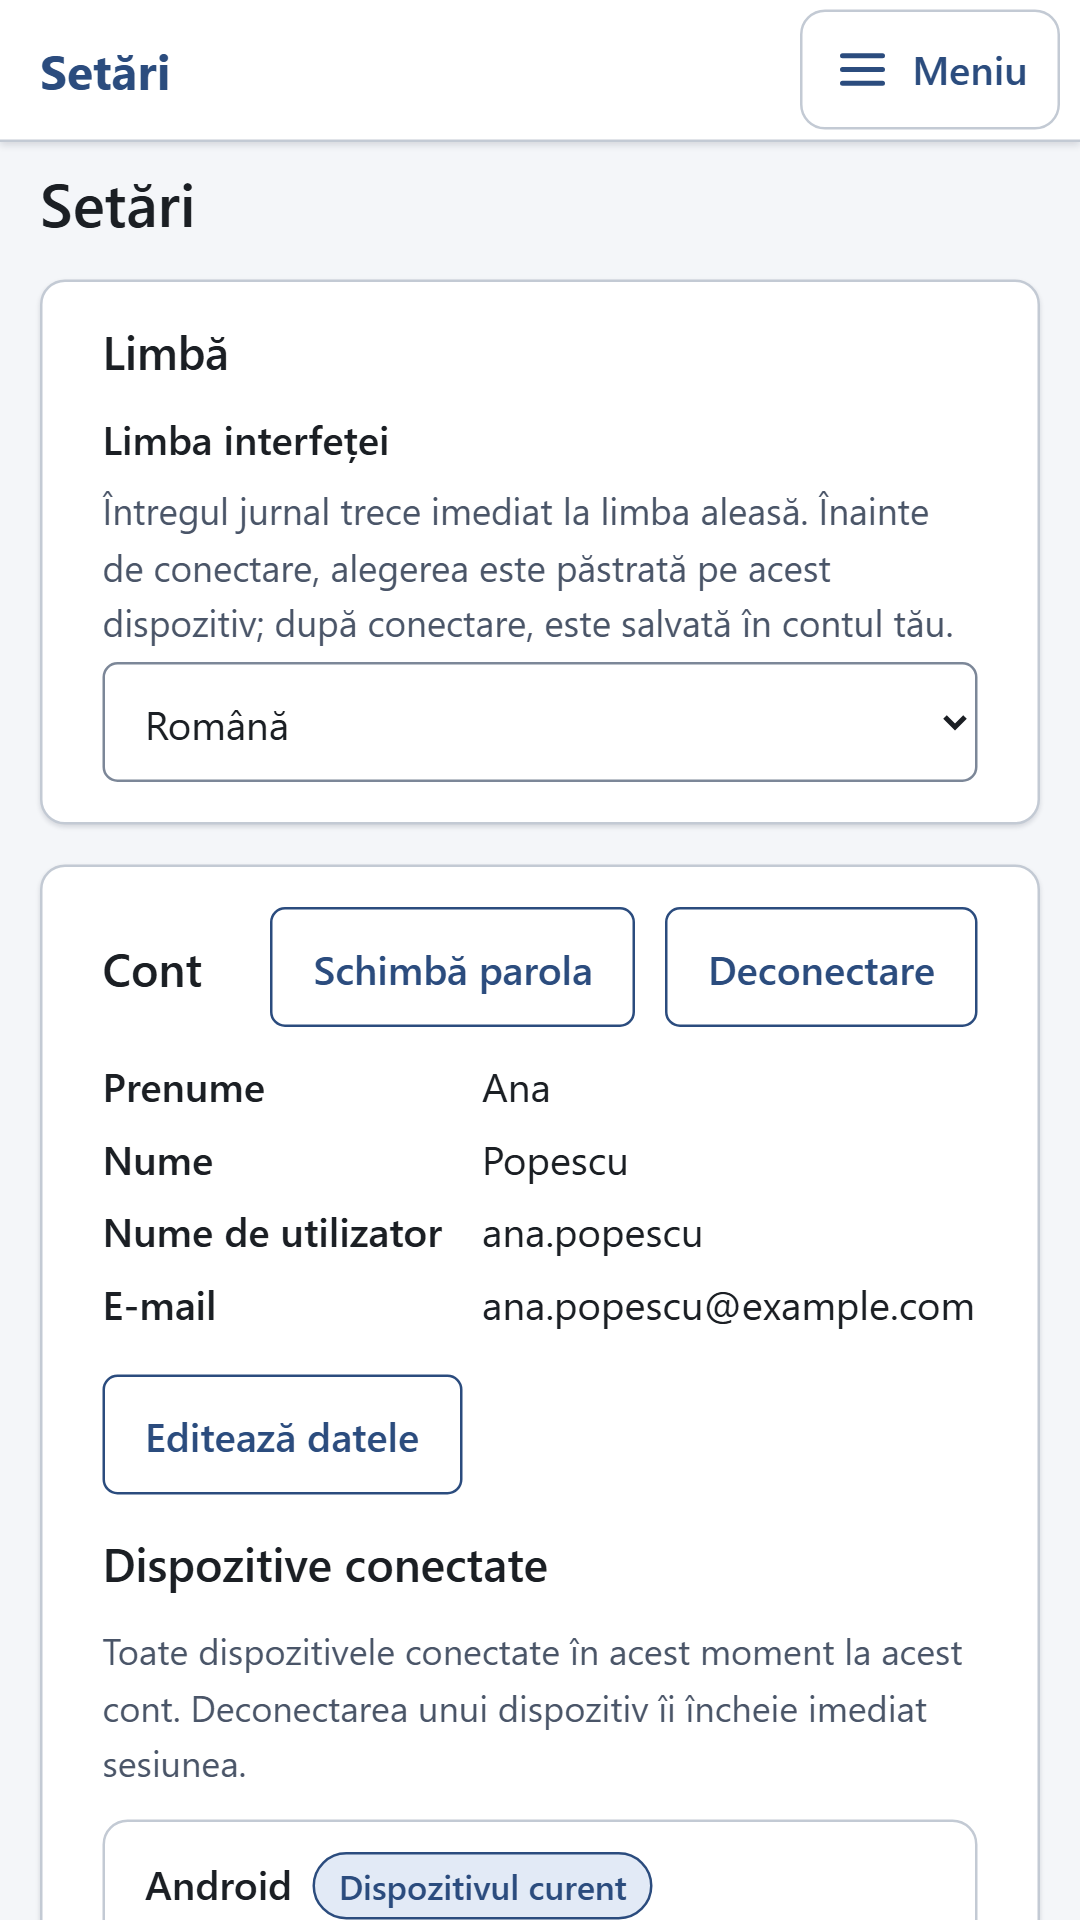 Setări
Meniu
Setări
Limbă
Limba interfeței
Întregul jurnal trece imediat la limba aleasă. Înainte
de conectare, alegerea este păstrată pe acest
dispozitiv; după conectare, este salvată în contul tău.
Română
Cont
Schimbă parola
Deconectare
Prenume Ana
Nume Popescu
Nume de utilizator ana.popescu
E-mail ana.popescu@example.com
Editează datele
Dispozitive conectate
Toate dispozitivele conectate în acest moment la acest
cont. Deconectarea unui dispozitiv îi încheie imediat
sesiunea.
Android Dispozitivul curent